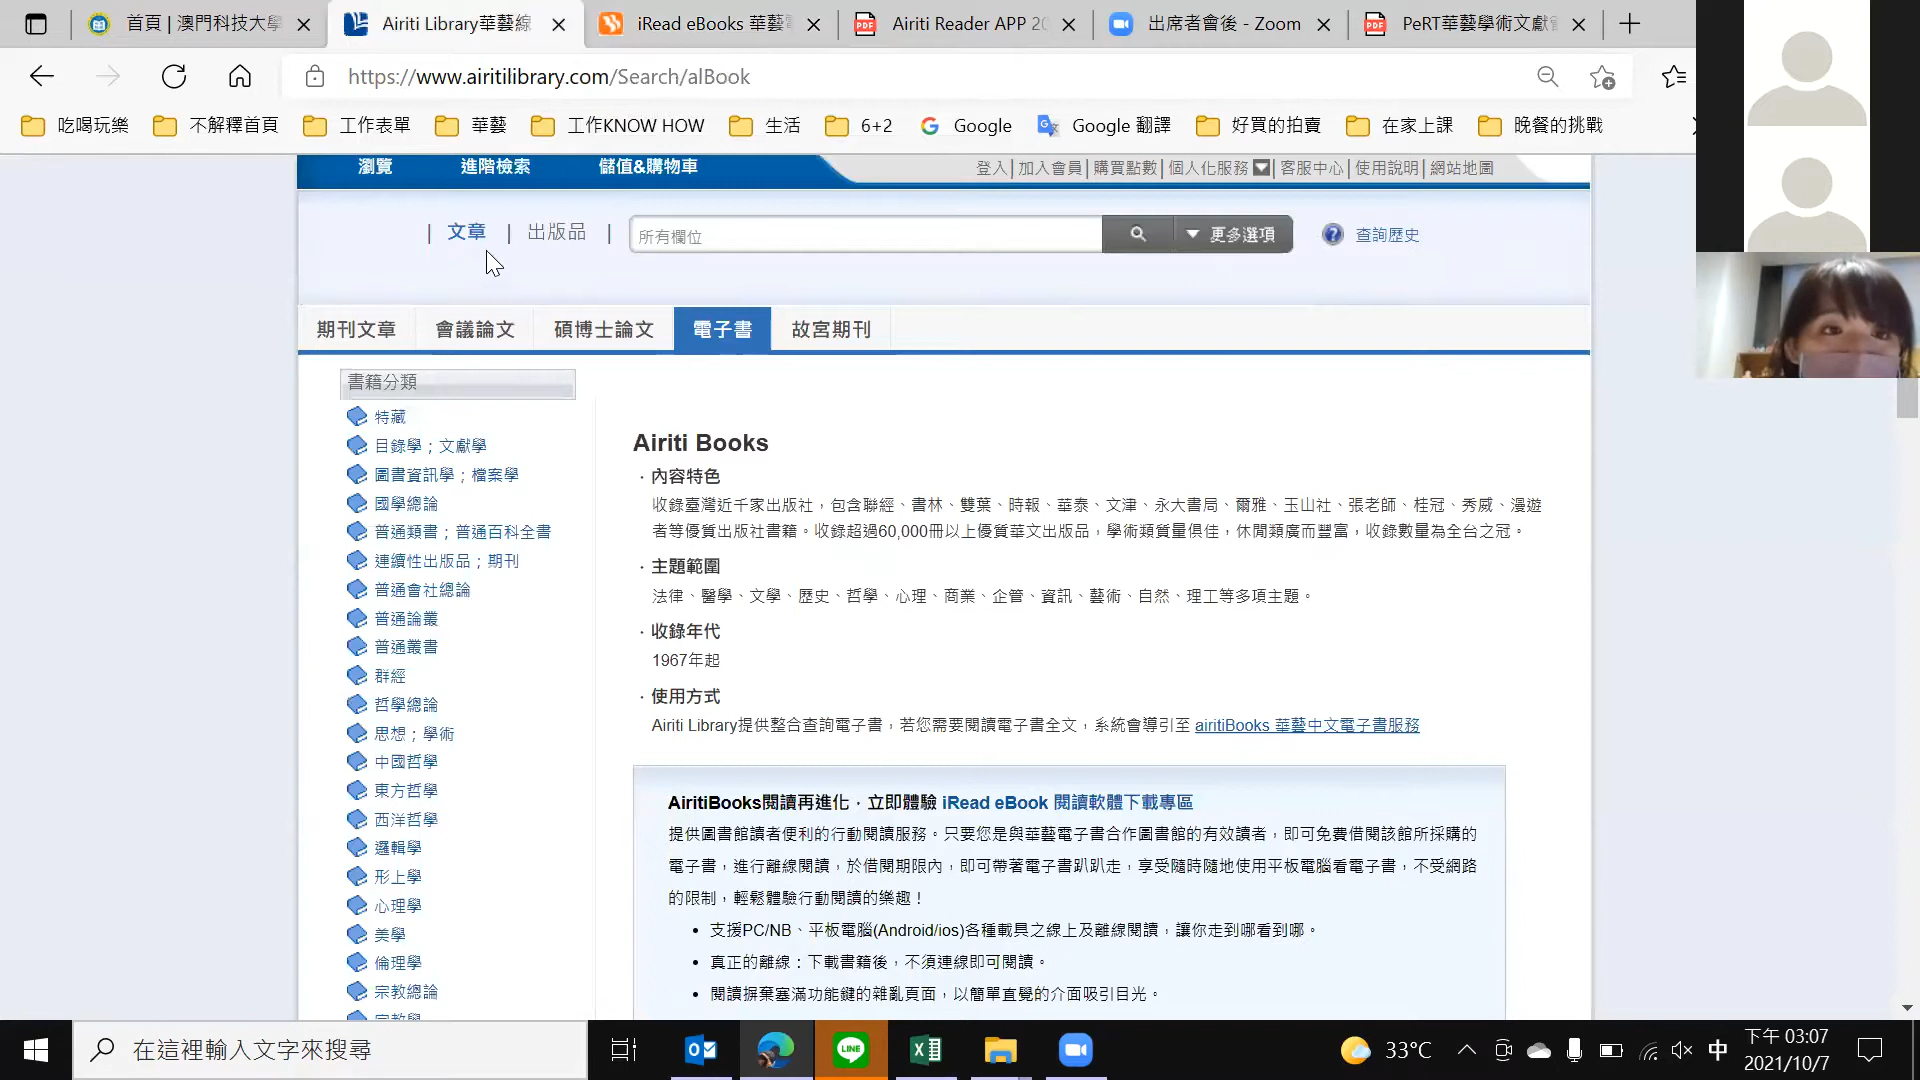 首頁 | 澳門科技大學
Airiti Library華藝線
iRead eBooks 華藝
Airiti Reader APP 20
出席者會後 - Zoom
PeRT華藝學術文獻
https://www.airitilibrary.com/Search/alBook
吃喝玩樂
不解釋首頁
工作表單
華藝
工作KNOW HOW
生活
6+2
Google
Google 翻譯
好買的拍賣
在家上課
晚餐的挑戰
瀏覽 進階檢索 儲值&購物車
登入 | 加入會員 | 購買點數 | 個人化服務 | 客服中心 | 使用說明 | 網站地圖
| 文章 | 出版品 |
所有欄位
更多選項
查詢歷史
期刊文章 會議論文 碩博士論文 電子書 故宮期刊
書籍分類
特藏
目錄學；文獻學
圖書資訊學；檔案學
國學總論
普通類書；普通百科全書
連續性出版品；期刊
普通會社總論
普通論叢
普通叢書
群經
哲學總論
思想；學術
中國哲學
東方哲學
西洋哲學
邏輯學
形上學
心理學
美學
倫理學
宗教總論
宗教學
Airiti Books
· 內容特色
收錄臺灣近千家出版社，包含聯經、書林、雙葉、時報、華泰、文津、永大書局、爾雅、玉山社、張老師、桂冠、秀威、漫遊
者等優質出版社書籍。收錄超過60,000冊以上優質華文出版品，學術類質量俱佳，休閒類廣而豐富，收錄數量為全台之冠。
· 主題範圍
法律、醫學、文學、歷史、哲學、心理、商業、企管、資訊、藝術、自然、理工等多項主題。
· 收錄年代
1967年起
· 使用方式
Airiti Library提供整合查詢電子書，若您需要閱讀電子書全文，系統會導引至 airitiBooks 華藝中文電子書服務
AiritiBooks閱讀再進化．立即體驗 iRead eBook 閱讀軟體下載專區
提供圖書館讀者便利的行動閱讀服務。只要您是與華藝電子書合作圖書館的有效讀者，即可免費借閱該館所採購的
電子書，進行離線閱讀，於借閱期限內，即可帶著電子書趴趴走，享受隨時隨地使用平板電腦看電子書，不受網路
的限制，輕鬆體驗行動閱讀的樂趣！
• 支援PC/NB、平板電腦(Android/ios)各種載具之線上及離線閱讀，讓你走到哪看到哪。
• 真正的離線：下載書籍後，不須連線即可閱讀。
• 閱讀摒棄塞滿功能鍵的雜亂頁面，以簡單直覺的介面吸引目光。
在這裡輸入文字來搜尋
LINE
33°C
中
下午 03:07
2021/10/7